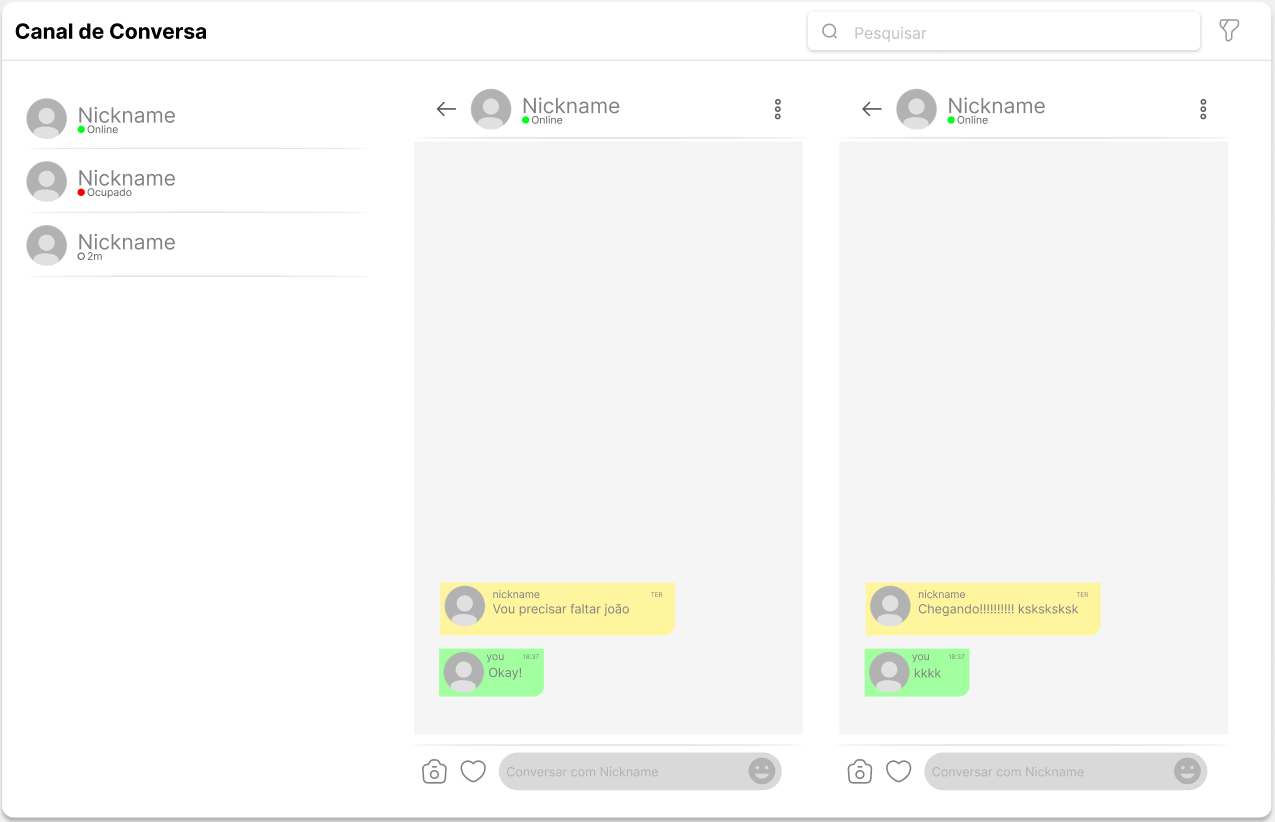 Canal de Conversa
Pesquisar
Nickname
Online
Nickname
Ocupado
Nickname
2m
Nickname
Online
nickname
TER
Vou precisar faltar joão
you
18:37
Okay!
Conversar com Nickname
Nickname
Online
nickname
TER
Chegando!!!!!!!!!! ksksksksk
you
18:37
kkkk
Conversar com Nickname